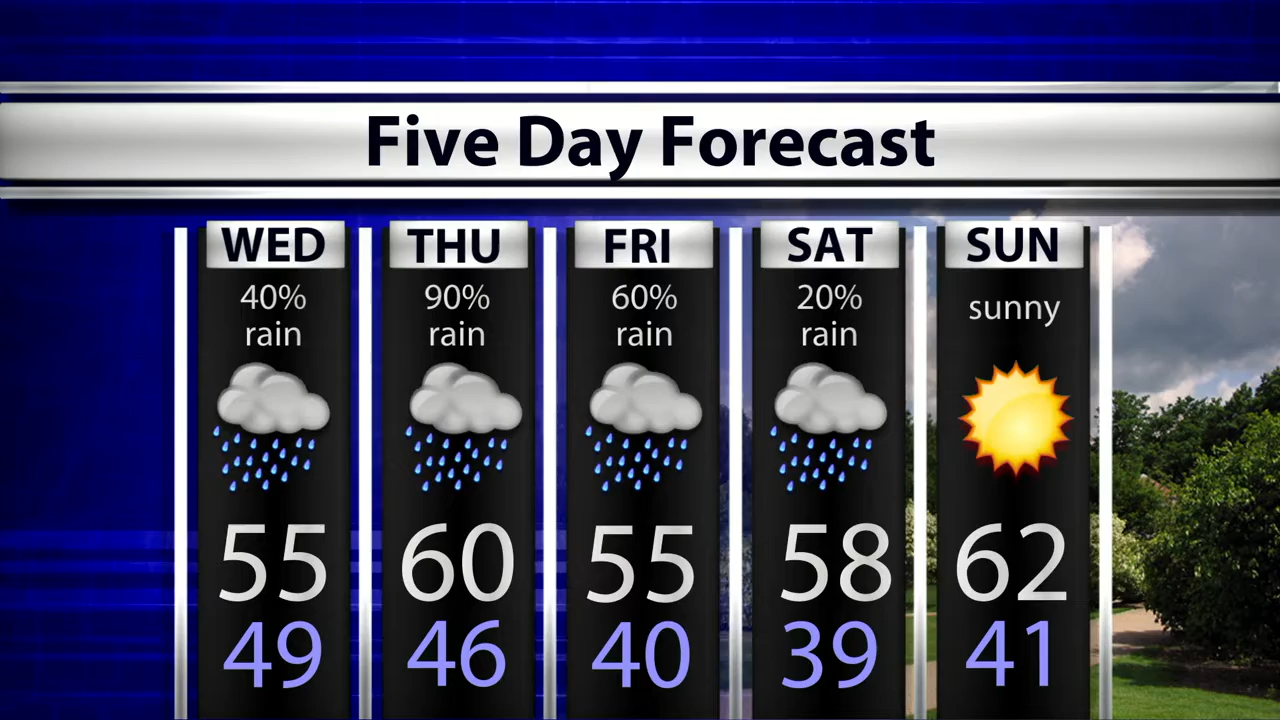 Five Day Forecast
WED
40%
rain
55
49
THU
90%
rain
60
46
FRI
60%
rain
55
40
SAT
20%
rain
58
39
SUN
sunny
62
41